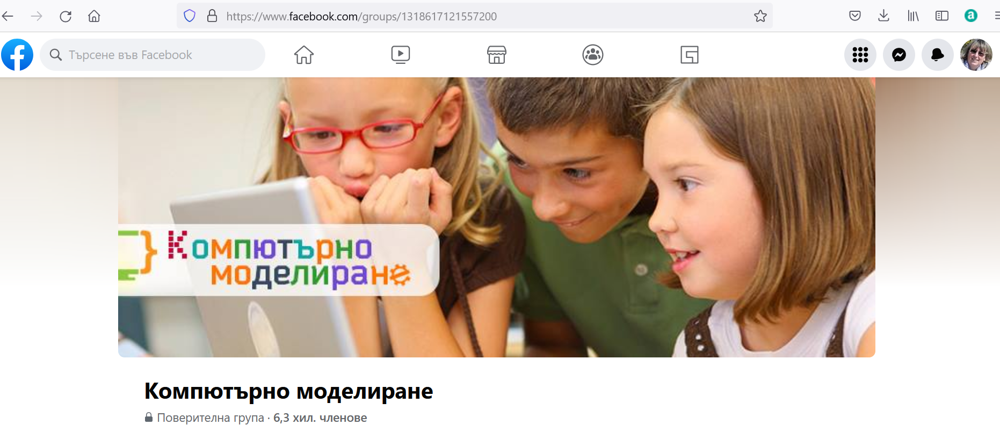 https://www.facebook.com/groups/1318617121557200
Търсене във Facebook
Компютърно
моделиране
Компютърно моделиране
Поверителна група · 6,3 хил. членове